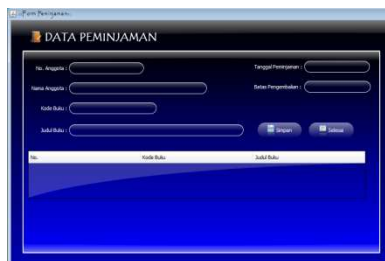 ::Form Peminjaman::
DATA PEMINJAMAN
No. Anggota :
Tanggal Peminjaman :
Nama Anggota :
Batas Pengembalian :
Kode Buku :
Judul Buku :
Simpan
Selesai
No. Kode Buku Judul Buku